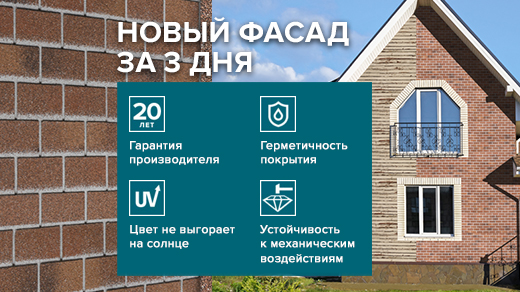 НОВЫЙ ФАСАД
ЗА 3 ДНЯ
20
ЛЕТ
Гарантия
производителя
Герметичность
покрытия
UV
Цвет не выгорает
на солнце
Устойчивость
к механическим
воздействиям